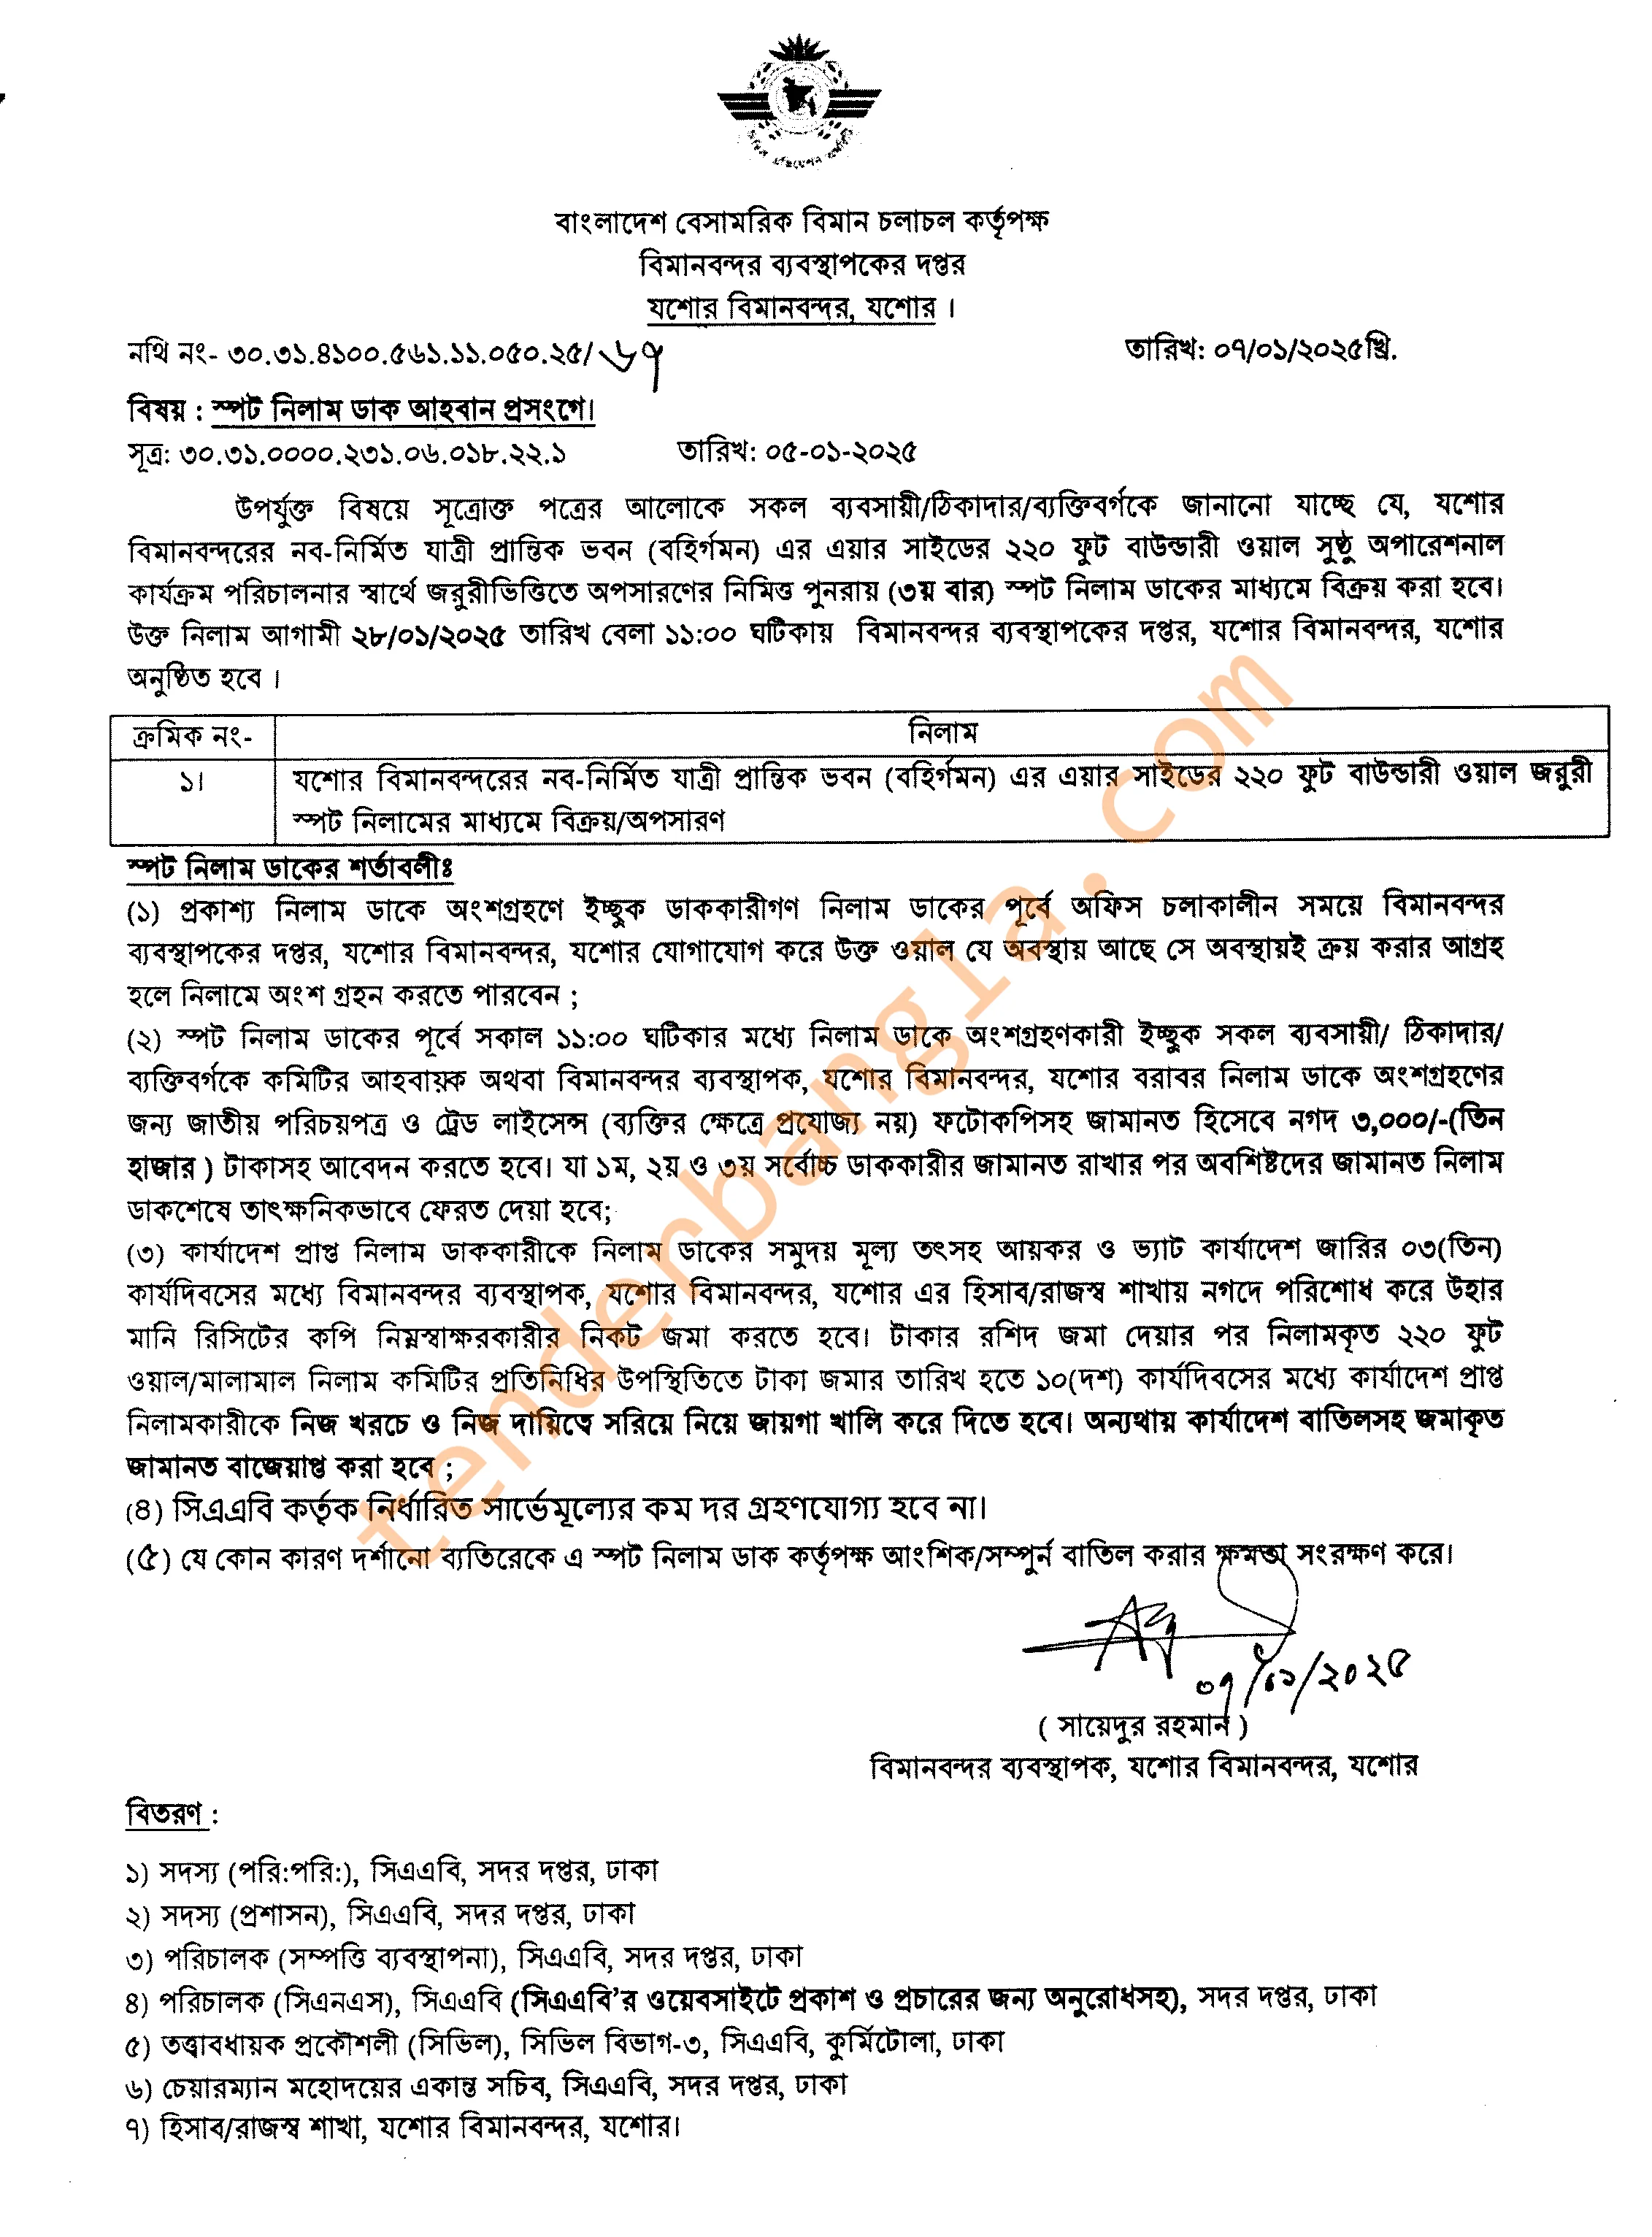 বাংলাদেশ বেসামরিক বিমান চলাচল কর্তৃপক্ষ
বিমানবন্দর ব্যবস্থাপকের দপ্তর
যশোর বিমানবন্দর, যশোর ।
নথি নং- ৩০.৩১.৪১০০.৫৬১.১১.০৫০.২৫/৬৭ তারিখ: ০৭/০১/২০২৫খ্রি.
বিষয় : স্পট নিলাম ডাক আহবান প্রসংগে।
সূত্র: ৩০.৩১.০০০০.২৩১.০৬.০১৮.২২.১ তারিখ: ০৫-০১-২০২৫
উপর্যুক্ত বিষয়ে সূত্রোক্ত পত্রের আলোকে সকল ব্যবসায়ী/ঠিকাদার/ব্যক্তিবর্গকে জানানো যাচ্ছে যে, যশোর
বিমানবন্দরের নব-নির্মিত যাত্রী প্রান্তিক ভবন (বহির্গমন) এর এয়ার সাইডের ২২০ ফুট বাউন্ডারী ওয়াল সুষ্ঠু অপারেশনাল
কার্যক্রম পরিচালনার স্বার্থে জরুরীভিত্তিতে অপসারণের নিমিত্ত পুনরায় (৩য় বার) স্পট নিলাম ডাকের মাধ্যমে বিক্রয় করা হবে।
উক্ত নিলাম আগামী ২৮/০১/২০২৫ তারিখ বেলা ১১:০০ ঘটিকায় বিমানবন্দর ব্যবস্থাপকের দপ্তর, যশোর বিমানবন্দর, যশোর
অনুষ্ঠিত হবে ।
ক্রমিক নং- নিলাম
১। যশোর বিমানবন্দরের নব-নির্মিত যাত্রী প্রান্তিক ভবন (বহির্গমন) এর এয়ার সাইডের ২২০ ফুট বাউন্ডারী ওয়াল জরুরী
স্পট নিলামের মাধ্যমে বিক্রয়/অপসারণ
স্পট নিলাম ডাকের শর্তাবলীঃ
(১) প্রকাশ্য নিলাম ডাকে অংশগ্রহণে ইচ্ছুক ডাককারীগণ নিলাম ডাকের পূর্বে অফিস চলাকালীন সময়ে বিমানবন্দর
ব্যবস্থাপকের দপ্তর, যশোর বিমানবন্দর, যশোর যোগাযোগ করে উক্ত ওয়াল যে অবস্থায় আছে সে অবস্থায়ই ক্রয় করার আগ্রহ
হলে নিলামে অংশ গ্রহন করতে পারবেন ;
(২) স্পট নিলাম ডাকের পূর্বে সকাল ১১:০০ ঘটিকার মধ্যে নিলাম ডাকে অংশগ্রহণকারী ইচ্ছুক সকল ব্যবসায়ী/ ঠিকাদার/
ব্যক্তিবর্গকে কমিটির আহবায়ক অথবা বিমানবন্দর ব্যবস্থাপক, যশোর বিমানবন্দর, যশোর বরাবর নিলাম ডাকে অংশগ্রহণের
জন্য জাতীয় পরিচয়পত্র ও ট্রেড লাইসেন্স (ব্যক্তির ক্ষেত্রে প্রযোজ্য নয়) ফটোকপিসহ জামানত হিসেবে নগদ ৩,০০০/-(তিন
হাজার ) টাকাসহ আবেদন করতে হবে। যা ১ম, ২য় ও ৩য় সর্বোচ্চ ডাককারীর জামানত রাখার পর অবশিষ্টদের জামানত নিলাম
ডাকশেষে তাৎক্ষনিকভাবে ফেরত দেয়া হবে;
(৩) কার্যাদেশ প্রাপ্ত নিলাম ডাককারীকে নিলাম ডাকের সমুদয় মূল্য তৎসহ আয়কর ও ভ্যাট কার্যাদেশ জারির ০৩(তিন)
কার্যদিবসের মধ্যে বিমানবন্দর ব্যবস্থাপক, যশোর বিমানবন্দর, যশোর এর হিসাব/রাজস্ব শাখায় নগদে পরিশোধ করে উহার
মানি রিসিটের কপি নিম্নস্বাক্ষরকারীর নিকট জমা করতে হবে। টাকার রশিদ জমা দেয়ার পর নিলামকৃত ২২০ ফুট
ওয়াল/মালামাল নিলাম কমিটির প্রতিনিধির উপস্থিতিতে টাকা জমার তারিখ হতে ১০(দশ) কার্যদিবসের মধ্যে কার্যাদেশ প্রাপ্ত
নিলামকারীকে নিজ খরচে ও নিজ দায়িত্বে সরিয়ে নিয়ে জায়গা খালি করে দিতে হবে। অন্যথায় কার্যাদেশ বাতিলসহ জমাকৃত
জামানত বাজেয়াপ্ত করা হবে ;
(৪) সিএএবি কর্তৃক নির্ধারিত সার্ভেমূল্যের কম দর গ্রহণযোগ্য হবে না।
(৫) যে কোন কারণ দর্শানো ব্যতিরেকে এ স্পট নিলাম ডাক কর্তৃপক্ষ আংশিক/সম্পুর্ন বাতিল করার ক্ষমতা সংরক্ষণ করে।
০৭/০১/২০২৫
( সায়েদুর রহমান )
বিমানবন্দর ব্যবস্থাপক, যশোর বিমানবন্দর, যশোর
বিতরণ :
১) সদস্য (পরি:পরি:), সিএএবি, সদর দপ্তর, ঢাকা
২) সদস্য (প্রশাসন), সিএএবি, সদর দপ্তর, ঢাকা
৩) পরিচালক (সম্পত্তি ব্যবস্থাপনা), সিএএবি, সদর দপ্তর, ঢাকা
৪) পরিচালক (সিএনএস), সিএএবি (সিএএবি’র ওয়েবসাইটে প্রকাশ ও প্রচারের জন্য অনুরোধসহ), সদর দপ্তর, ঢাকা
৫) তত্ত্বাবধায়ক প্রকৌশলী (সিভিল), সিভিল বিভাগ-৩, সিএএবি, কুর্মিটোলা, ঢাকা
৬) চেয়ারম্যান মহোদয়ের একান্ত সচিব, সিএএবি, সদর দপ্তর, ঢাকা
৭) হিসাব/রাজস্ব শাখা, যশোর বিমানবন্দর, যশোর।
tenderbangla.com